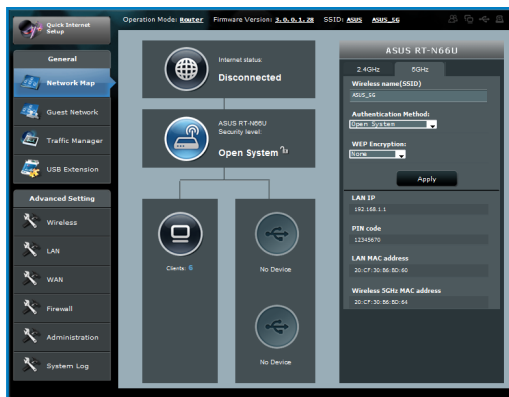 Quick Internet
Setup
Operation Mode: Router Firmware Version: 3.0.0.1.28 SSID: ASUS ASUS_5G
General
Network Map
Guest Network
Traffic Manager
USB Extension
Advanced Setting
Wireless
LAN
WAN
Firewall
Administration
System Log
Internet status:
Disconnected
ASUS RT-N66U
Security level:
Open System
Clients: 6
No Device
No Device
ASUS RT-N66U
2.4GHz 5GHz
Wireless name(SSID)
ASUS_5G
Authentication Method:
Open System
WEP Encryption:
None
Apply
LAN IP
192.168.1.1
PIN code
12345670
LAN MAC address
20:CF:30:B6:BD:60
Wireless 5GHz MAC address
20:CF:30:B6:BD:64